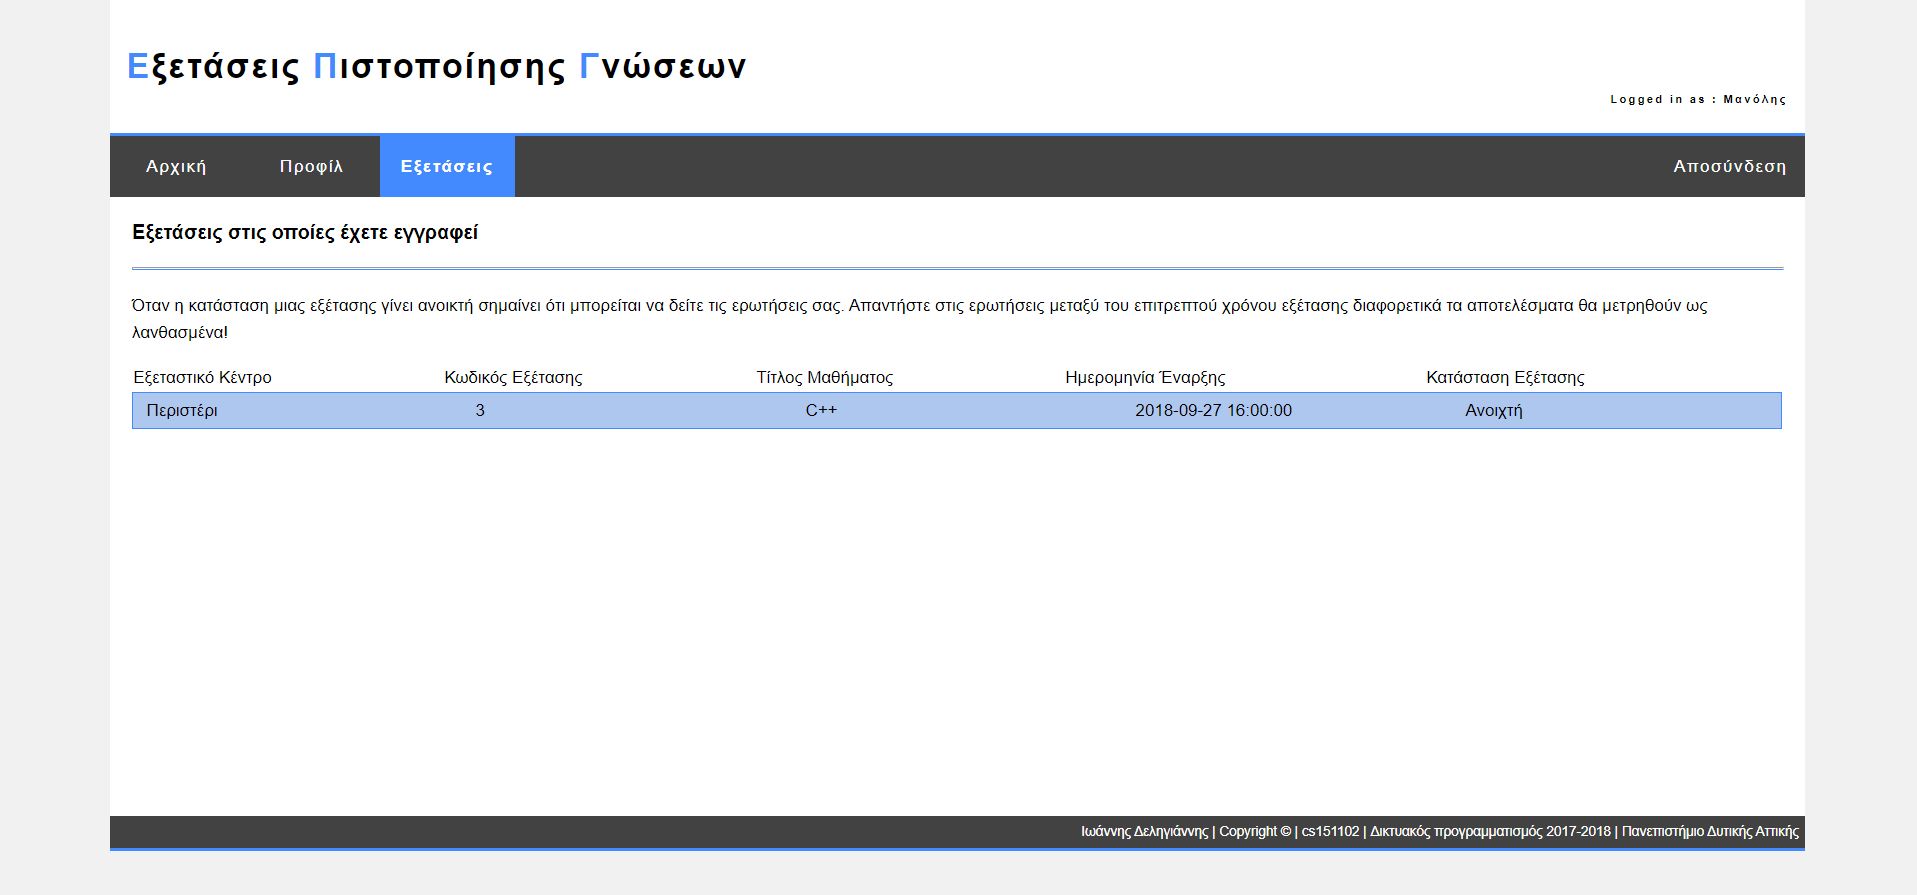 Εξετάσεις Πιστοποίησης Γνώσεων
Logged in as : Μανόλης
Αρχική Προφίλ Εξετάσεις Αποσύνδεση
Εξετάσεις στις οποίες έχετε εγγραφεί
Όταν η κατάσταση μιας εξέτασης γίνει ανοικτή σημαίνει ότι μπορείται να δείτε τις ερωτήσεις σας. Απαντήστε στις ερωτήσεις μεταξύ του επιτρεπτού χρόνου εξέτασης διαφορετικά τα αποτελέσματα θα μετρηθούν ως
λανθασμένα!
Εξεταστικό Κέντρο Κωδικός Εξέτασης Τίτλος Μαθήματος Ημερομηνία Έναρξης Κατάσταση Εξέτασης
Περιστέρι 3 C++ 2018-09-27 16:00:00 Ανοιχτή
Ιωάννης Δεληγιάννης | Copyright © | cs151102 | Δικτυακός προγραμματισμός 2017-2018 | Πανεπιστήμιο Δυτικής Αττικής